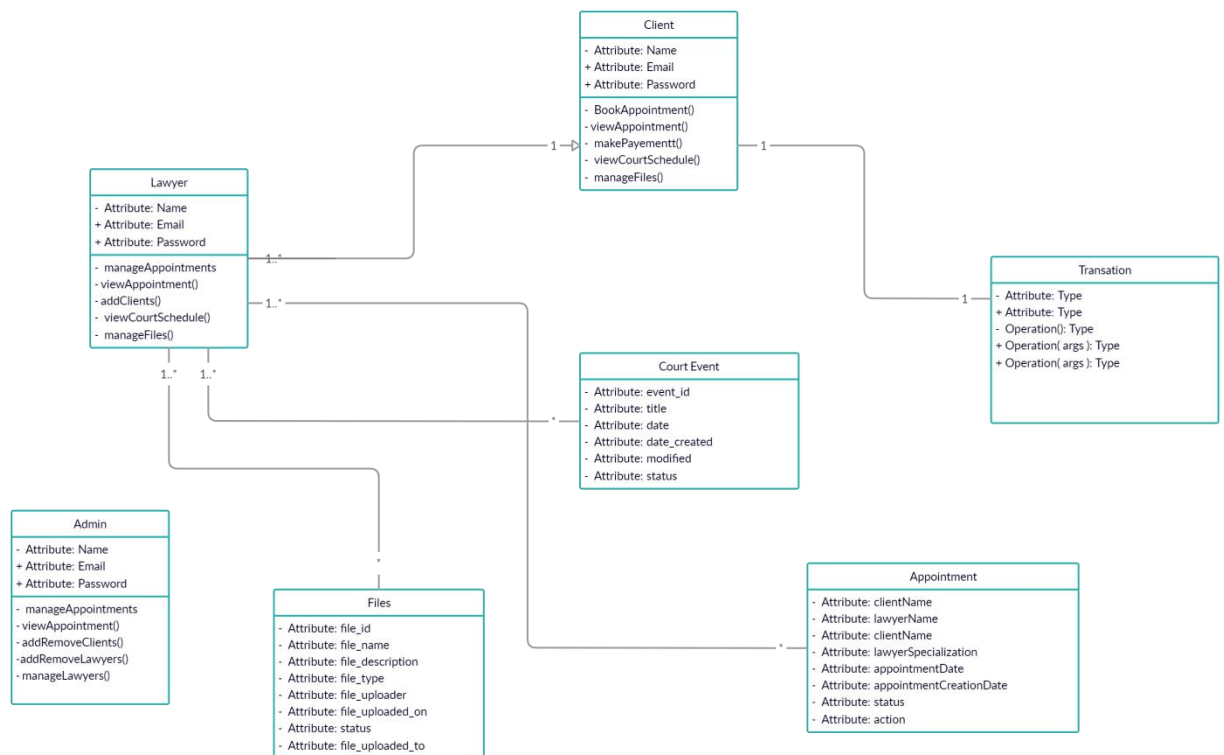 Client
- Attribute: Name
+ Attribute: Email
+ Attribute: Password
- BookAppointment()
-viewAppointment()
- makePayementt()
- viewCourtSchedule()
- manageFiles()
1
1
Lawyer
- Attribute: Name
+ Attribute: Email
+ Attribute: Password
- manageAppointments
-viewAppointment()
-addClients()
- viewCourtSchedule()
- manageFiles()
1..*
1..*
1..*
1..*
Transation
- Attribute: Type
+ Attribute: Type
- Operation(): Type
+ Operation( args ): Type
+ Operation( args ): Type
1
Court Event
- Attribute: event_id
- Attribute: title
- Attribute: date
- Attribute: date_created
- Attribute: modified
- Attribute: status
*
Admin
- Attribute: Name
+ Attribute: Email
+ Attribute: Password
- manageAppointments
- viewAppointment()
- addRemoveClients()
-addRemoveLawyers()
- manageLawyers()
*
Files
- Attribute: file_id
- Attribute: file_name
- Attribute: file_description
- Attribute: file_type
- Attribute: file_uploader
- Attribute: file_uploaded_on
- Attribute: status
- Attribute: file_uploaded_to
*
Appointment
- Attribute: clientName
- Attribute: lawyerName
- Attribute: clientName
- Attribute: lawyerSpecialization
- Attribute: appointmentDate
- Attribute: appointmentCreationDate
- Attribute: status
- Attribute: action